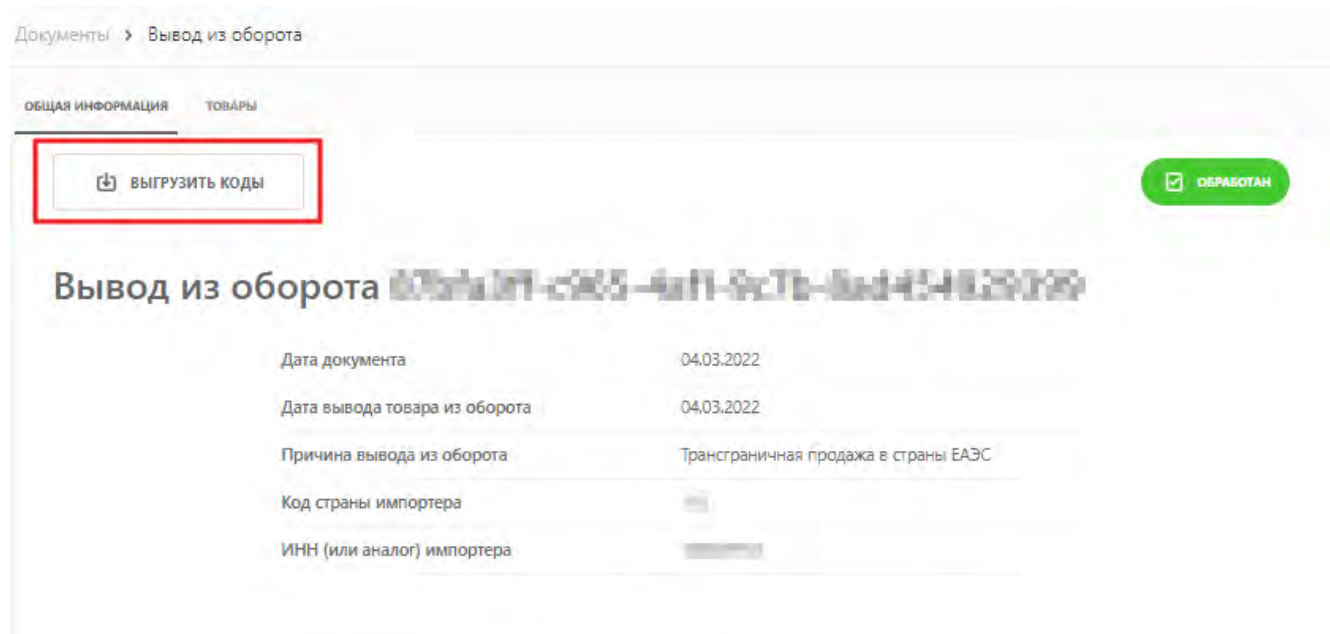 Документы > Вывод из оборота
ОБЩАЯ ИНФОРМАЦИЯ ТОВАРЫ
ВЫГРУЗИТЬ КОДЫ ОБРАБОТАН
Вывод из оборота
Дата документа 04.03.2022
Дата вывода товара из оборота 04.03.2022
Причина вывода из оборота Трансграничная продажа в страны ЕАЭС
Код страны импортера
ИНН (или аналог) импортера